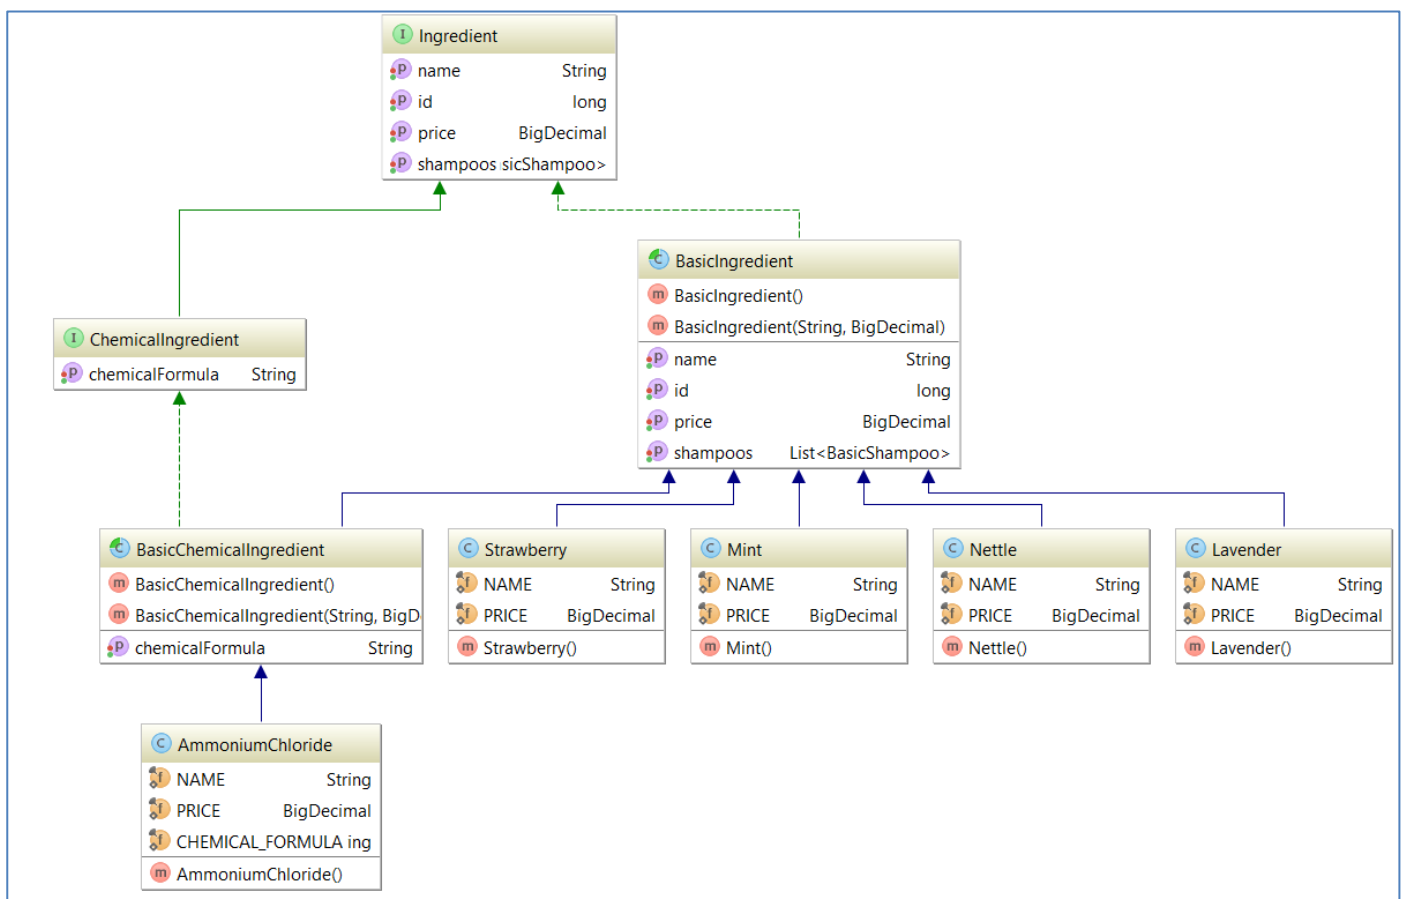 I Ingredient
p name String
p id long
p price BigDecimal
p shampoos sicShampoo>
C BasicIngredient
m BasicIngredient()
m BasicIngredient(String, BigDecimal)
p name String
p id long
p price BigDecimal
p shampoos List<BasicShampoo>
I ChemicalIngredient
p chemicalFormula String
C BasicChemicalIngredient
m BasicChemicalIngredient()
m BasicChemicalIngredient(String, BigD
p chemicalFormula String
C Strawberry
f NAME String
f PRICE BigDecimal
m Strawberry()
C Mint
f NAME String
f PRICE BigDecimal
m Mint()
C Nettle
f NAME String
f PRICE BigDecimal
m Nettle()
C Lavender
f NAME String
f PRICE BigDecimal
m Lavender()
C AmmoniumChloride
f NAME String
f PRICE BigDecimal
f CHEMICAL_FORMULA ing
m AmmoniumChloride()